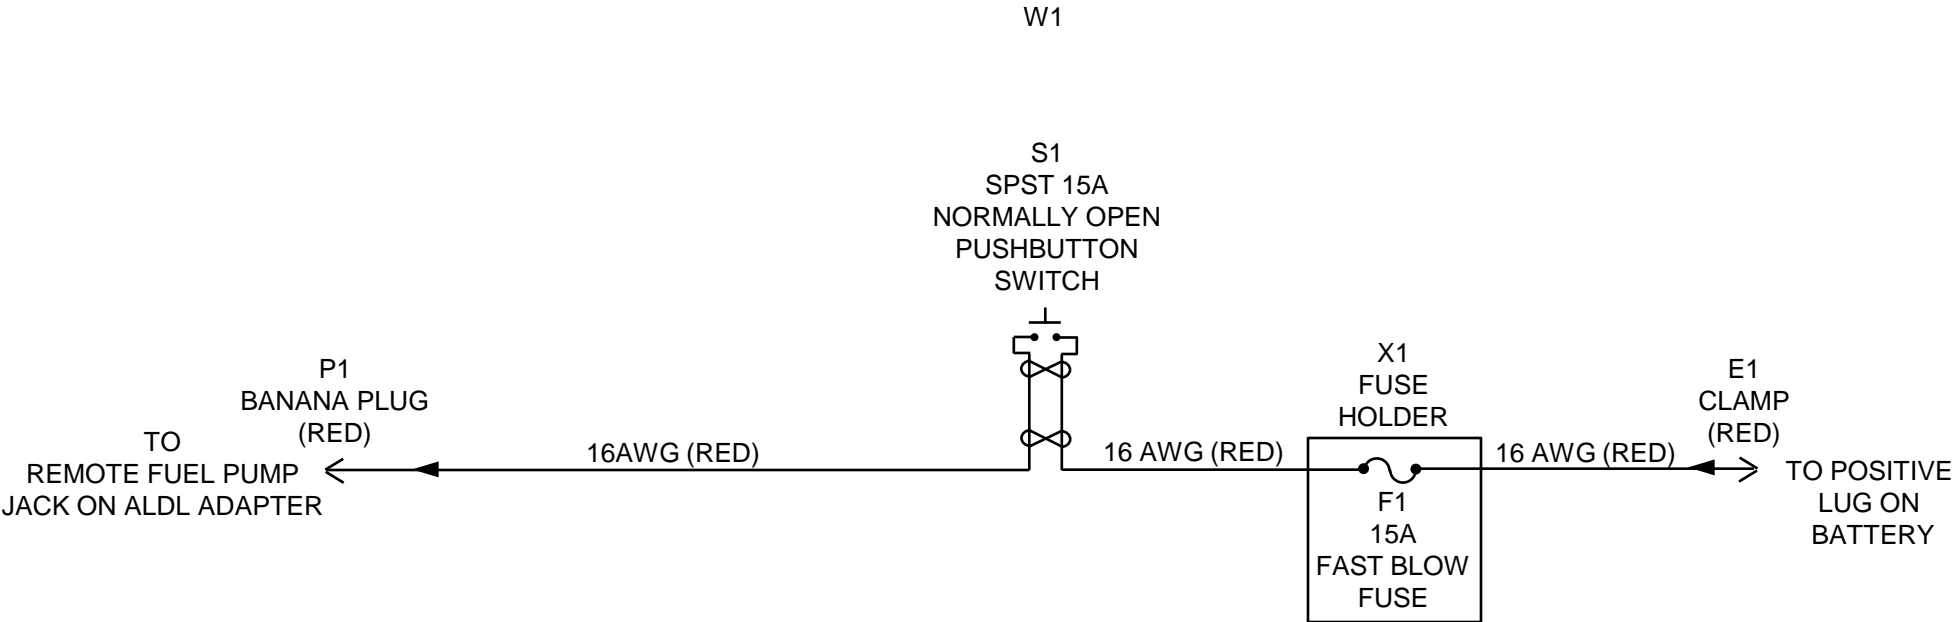 W1
S1
SPST 15A
NORMALLY OPEN
PUSHBUTTON
SWITCH
P1
BANANA PLUG
(RED)
TO
REMOTE FUEL PUMP
JACK ON ALDL ADAPTER
16AWG (RED)
16 AWG (RED)
X1
FUSE
HOLDER
F1
15A
FAST BLOW
FUSE
16 AWG (RED)
E1
CLAMP
(RED)
TO POSITIVE
LUG ON
BATTERY